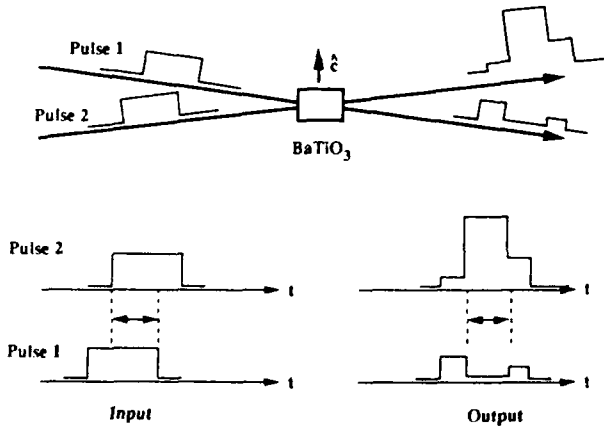 Pulse 1
ĉ
Pulse 2
BaTiO3
Pulse 2
t
t
Pulse 1
t
t
Input
Output